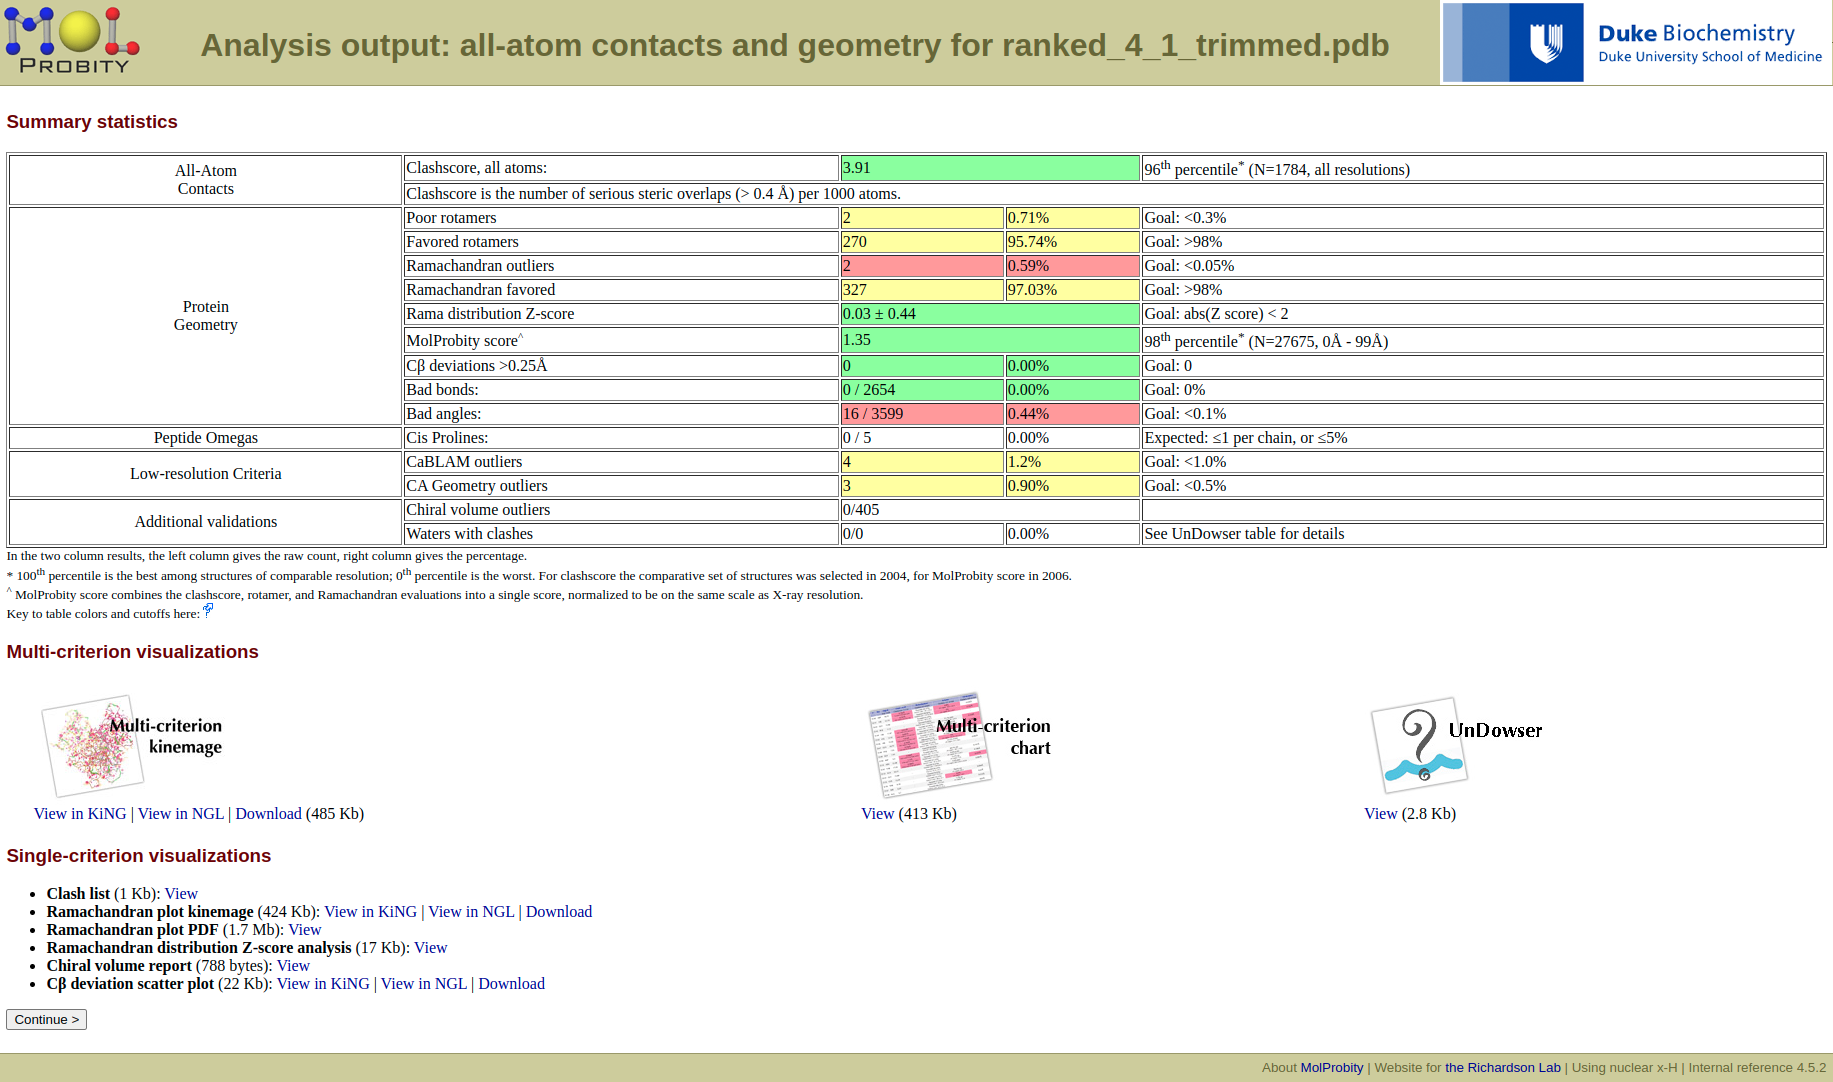 MOL
PROBITY
Analysis output: all-atom contacts and geometry for ranked_4_1_trimmed.pdb
Duke Biochemistry
Duke University School of Medicine
Summary statistics
All-Atom
Contacts
Clashscore, all atoms: 3.91 96th percentile* (N=1784, all resolutions)
Clashscore is the number of serious steric overlaps (> 0.4 Å) per 1000 atoms.
Protein
Geometry
Poor rotamers 2 0.71% Goal: <0.3%
Favored rotamers 270 95.74% Goal: >98%
Ramachandran outliers 2 0.59% Goal: <0.05%
Ramachandran favored 327 97.03% Goal: >98%
Rama distribution Z-score 0.03 ± 0.44 Goal: abs(Z score) < 2
MolProbity score^ 1.35 98th percentile* (N=27675, 0Å - 99Å)
Cβ deviations >0.25Å 0 0.00% Goal: 0
Bad bonds: 0 / 2654 0.00% Goal: 0%
Bad angles: 16 / 3599 0.44% Goal: <0.1%
Peptide Omegas Cis Prolines: 0 / 5 0.00% Expected: ≤1 per chain, or ≤5%
Low-resolution Criteria
CaBLAM outliers 4 1.2% Goal: <1.0%
CA Geometry outliers 3 0.90% Goal: <0.5%
Additional validations
Chiral volume outliers 0/405
Waters with clashes 0/0 0.00% See UnDowser table for details
In the two column results, the left column gives the raw count, right column gives the percentage.
* 100th percentile is the best among structures of comparable resolution; 0th percentile is the worst. For clashscore the comparative set of structures was selected in 2004, for MolProbity score in 2006.
^ MolProbity score combines the clashscore, rotamer, and Ramachandran evaluations into a single score, normalized to be on the same scale as X-ray resolution.
Key to table colors and cutoffs here: ?
Multi-criterion visualizations
Multi-criterion
kinemage
Multi-criterion
chart
UnDowser
View in KiNG | View in NGL | Download (485 Kb)
View (413 Kb)
View (2.8 Kb)
Single-criterion visualizations
• Clash list (1 Kb): View
• Ramachandran plot kinemage (424 Kb): View in KiNG | View in NGL | Download
• Ramachandran plot PDF (1.7 Mb): View
• Ramachandran distribution Z-score analysis (17 Kb): View
• Chiral volume report (788 bytes): View
• Cβ deviation scatter plot (22 Kb): View in KiNG | View in NGL | Download
Continue >
About MolProbity | Website for the Richardson Lab | Using nuclear x-H | Internal reference 4.5.2